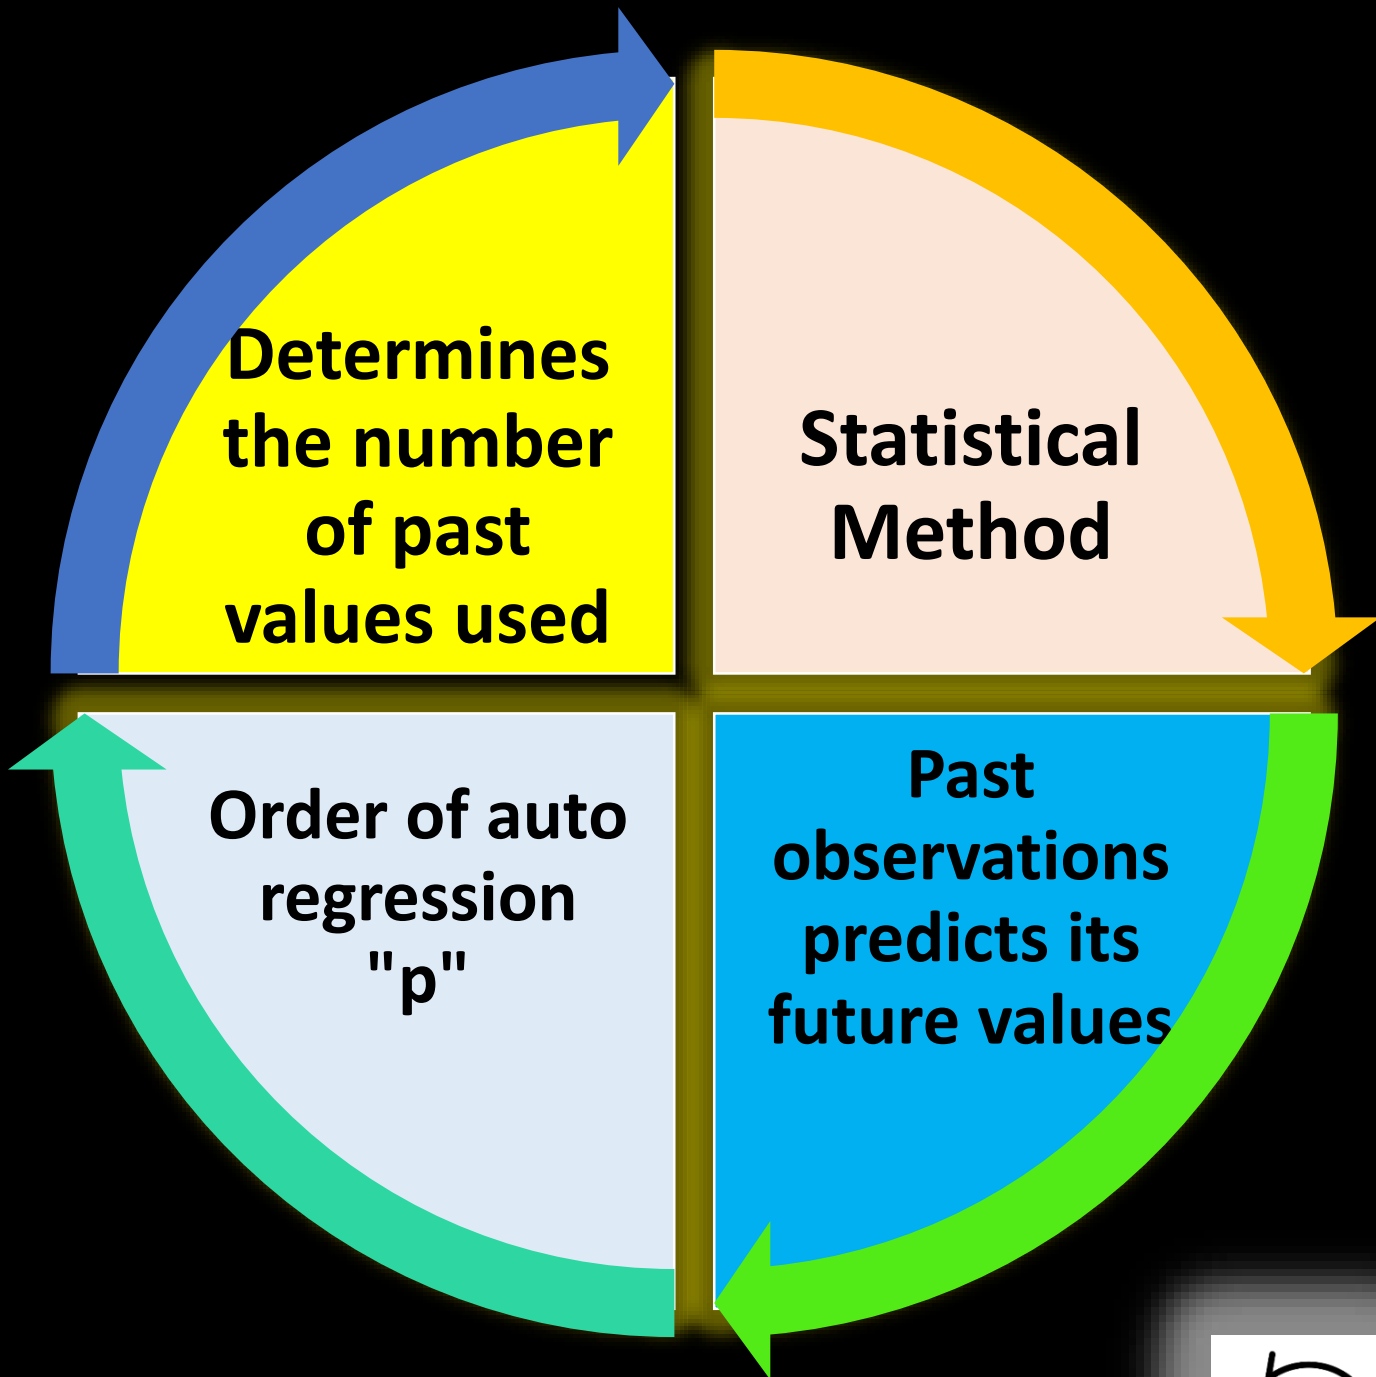 Determines
the number
of past
values used
Statistical
Method
Order of auto
regression
"p"
Past
observations
predicts its
future values